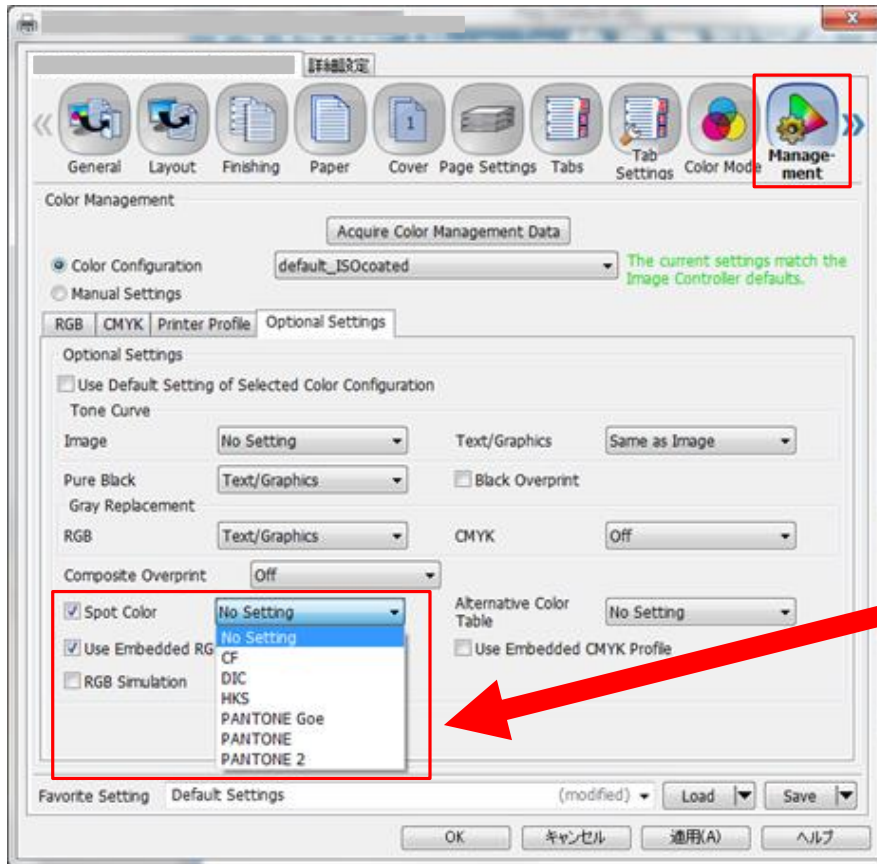 詳細設定
General Layout Finishing Paper Cover Page Settings Tabs Tab Settings Color Mode Manage-ment
Color Management
Acquire Color Management Data
Color Configuration default_ISOcoated The current settings match the
Image Controller defaults.
Manual Settings
RGB CMYK Printer Profile Optional Settings
Optional Settings
Use Default Setting of Selected Color Configuration
Tone Curve
Image No Setting Text/Graphics Same as Image
Pure Black Text/Graphics Black Overprint
Gray Replacement
RGB Text/Graphics CMYK Off
Composite Overprint Off
Spot Color No Setting Alternative Color Table No Setting
No Setting
Use Embedded RG Use Embedded CMYK Profile
CF
RGB Simulation DIC
HKS
PANTONE Goe
PANTONE
PANTONE 2
Favorite Setting Default Settings (modified) Load Save
OK キャンセル 適用(A) ヘルプ